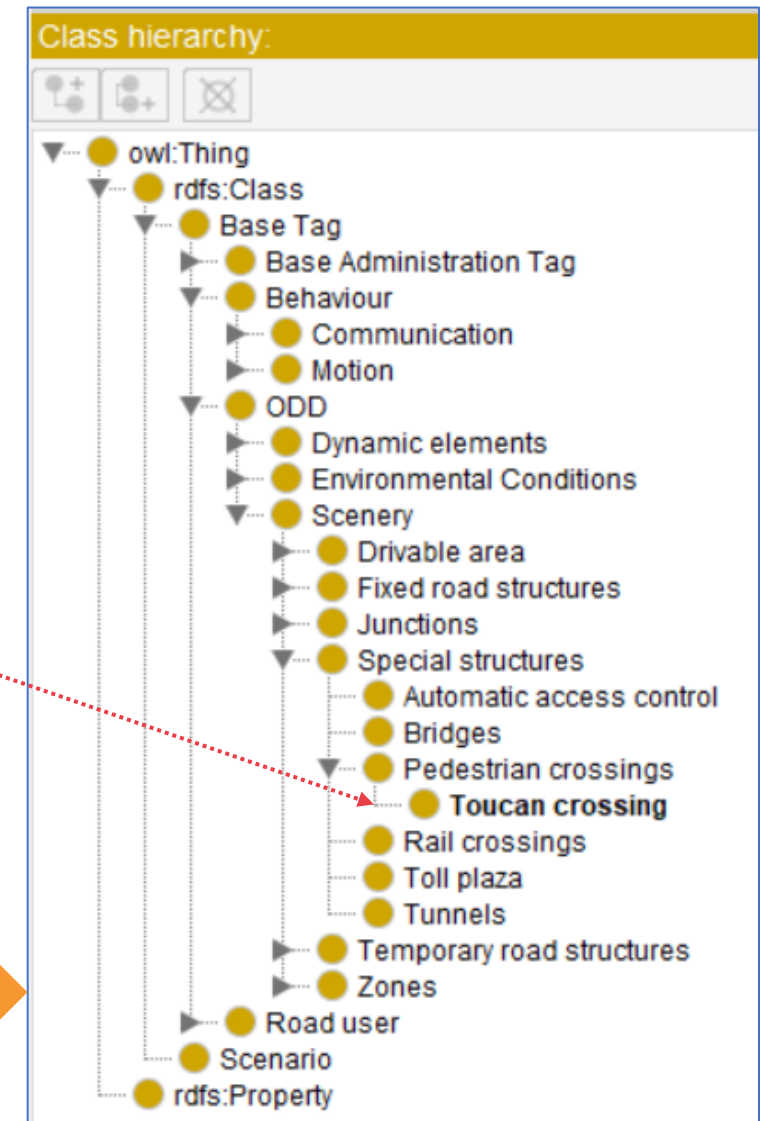 Class hierarchy:
owl:Thing
rdfs:Class
Base Tag
Base Administration Tag
Behaviour
Communication
Motion
ODD
Dynamic elements
Environmental Conditions
Scenery
Drivable area
Fixed road structures
Junctions
Special structures
Automatic access control
Bridges
Pedestrian crossings
Toucan crossing
Rail crossings
Toll plaza
Tunnels
Temporary road structures
Zones
Road user
Scenario
rdfs:Property